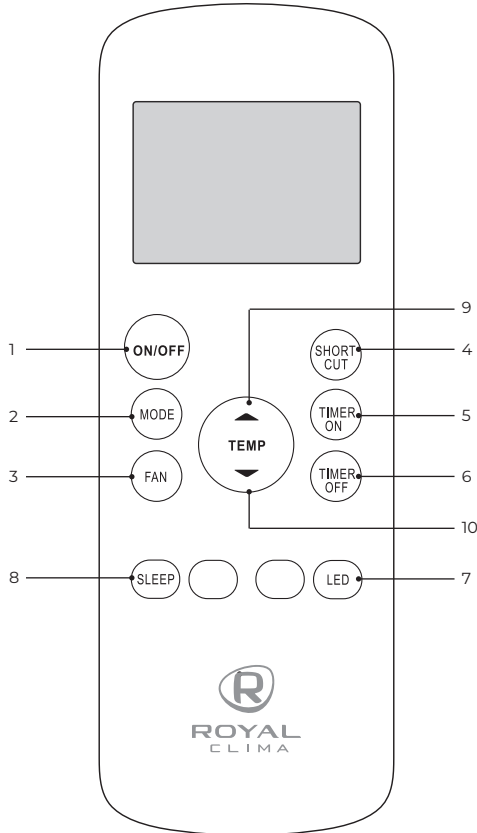 9
1
ON/OFF
SHORT
CUT
4
2
MODE
TEMP
TIMER
ON
5
3
FAN
TIMER
OFF
6
10
8
SLEEP
LED
7
R
ROYAL
CLIMA